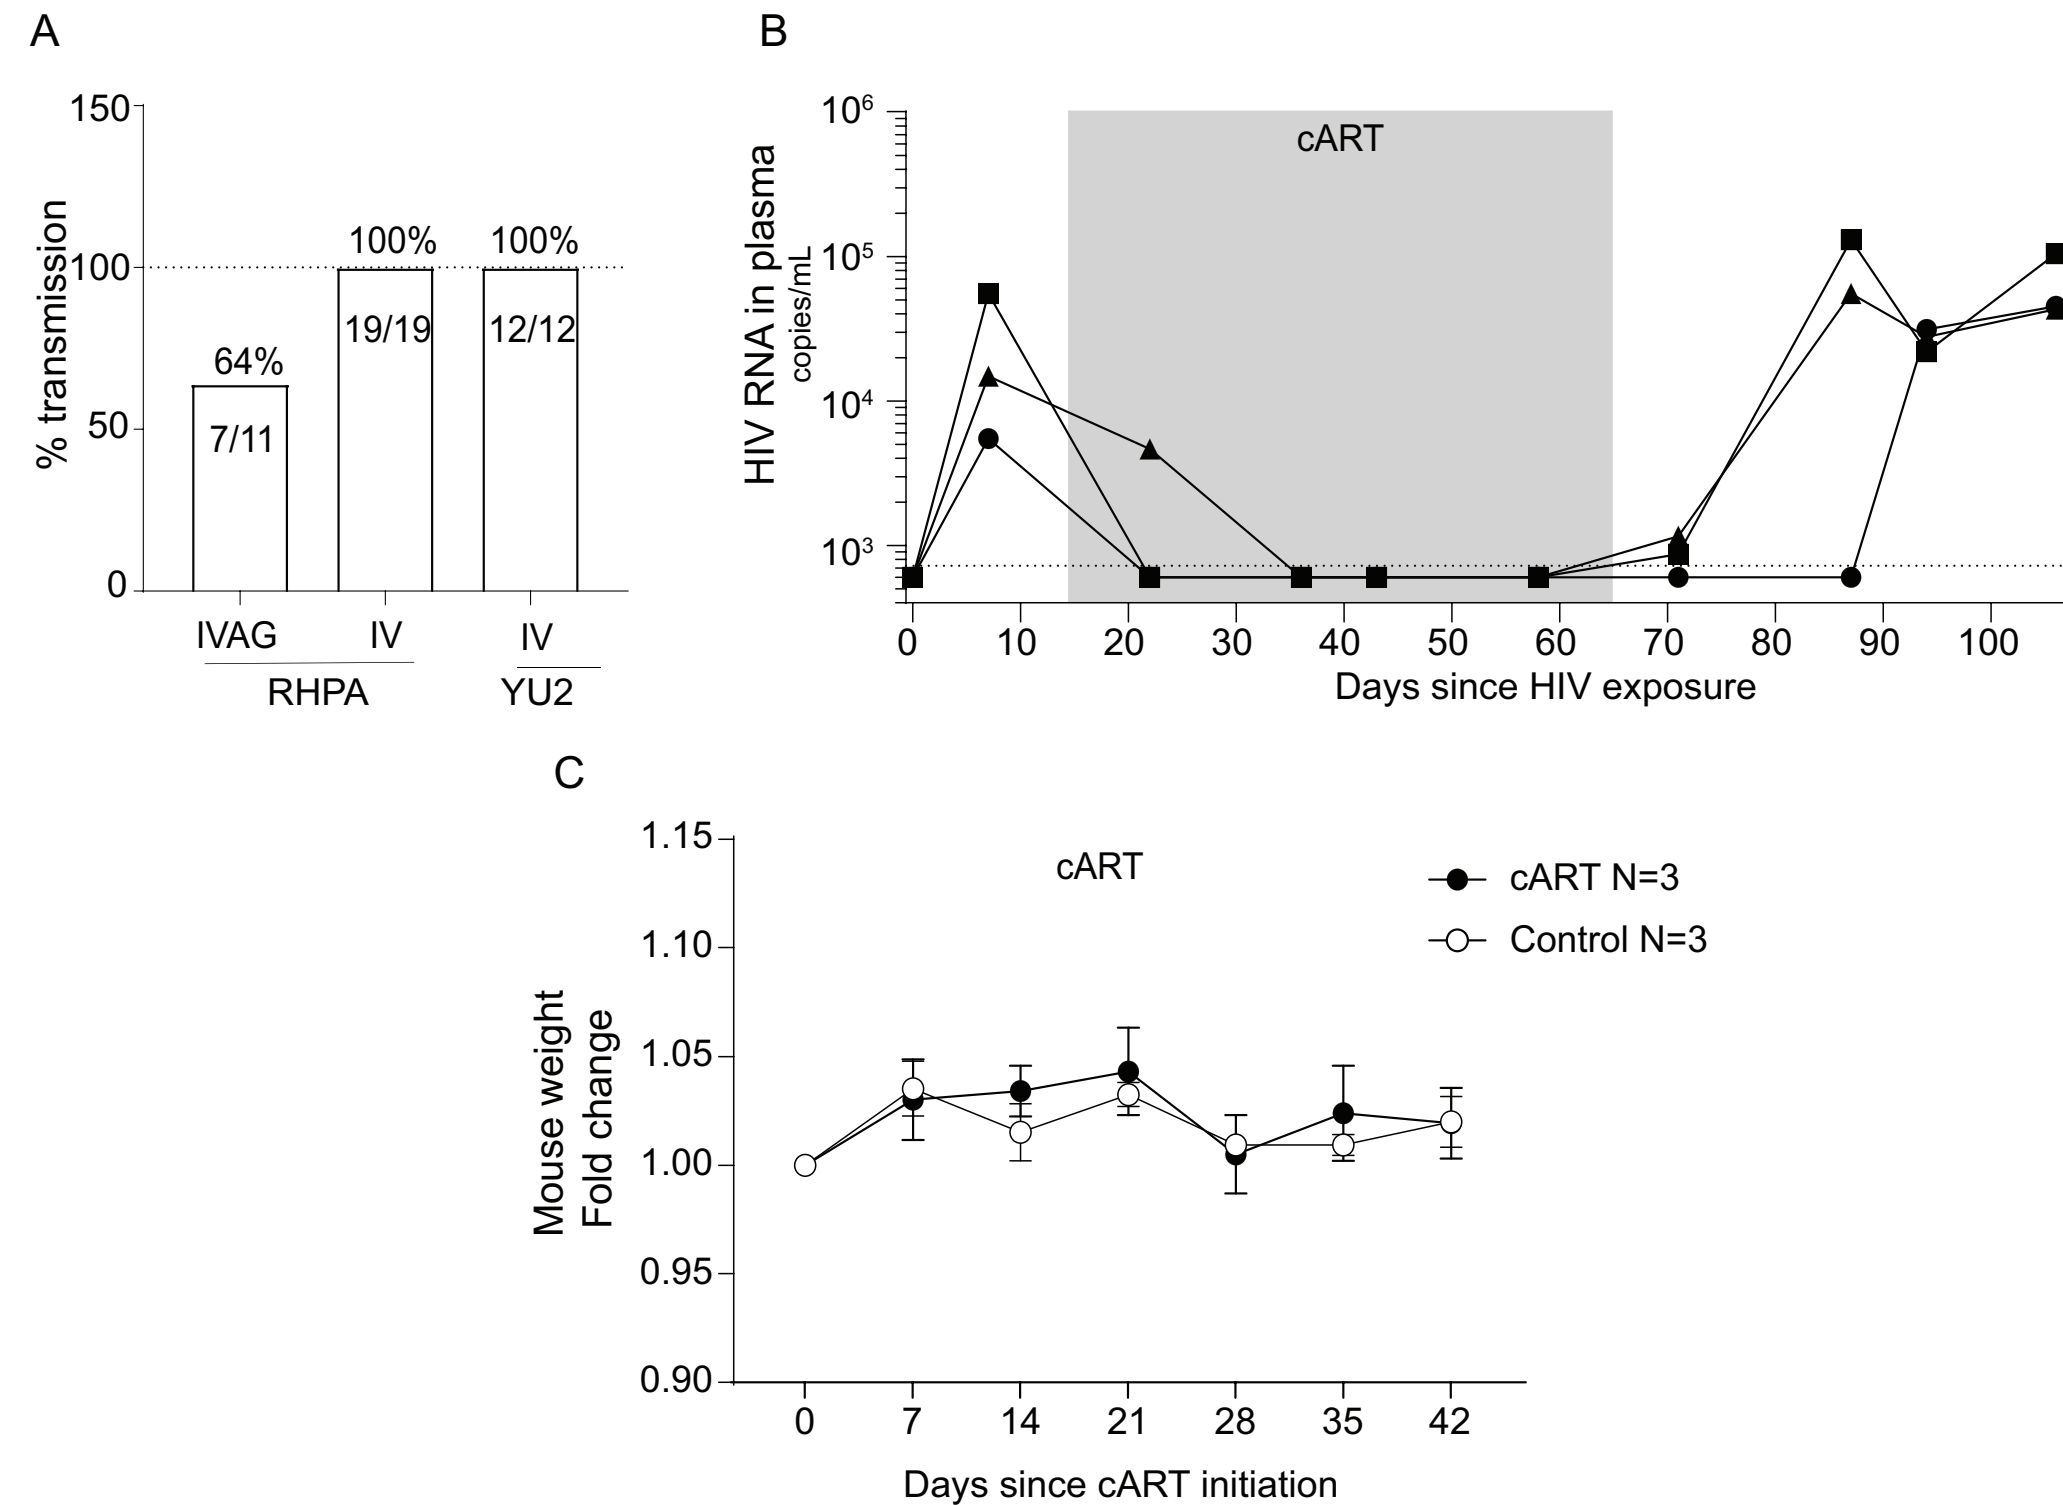 A
% transmission
150
100
50
0
64%
100%
100%
7/11
19/19
12/12
IVAG
IV
IV
RHPA
YU2
B
HIV RNA in plasma
copies/mL
10⁶
10⁵
10⁴
10³
cART
0 10 20 30 40 50 60 70 80 90 100
Days since HIV exposure
C
Mouse weight
Fold change
1.15
1.10
1.05
1.00
0.95
0.90
cART
cART N=3
Control N=3
0 7 14 21 28 35 42
Days since cART initiation